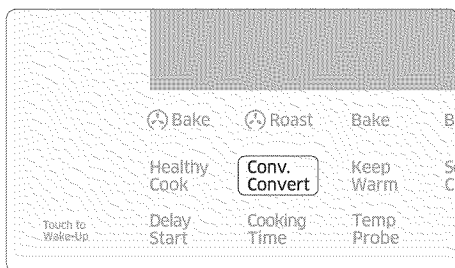 Bake Roast Bake
Healthy Conv. Keep
Cook Convert Warm
Touch to Delay Cooking Temp
Wake-Up Start Time Probe